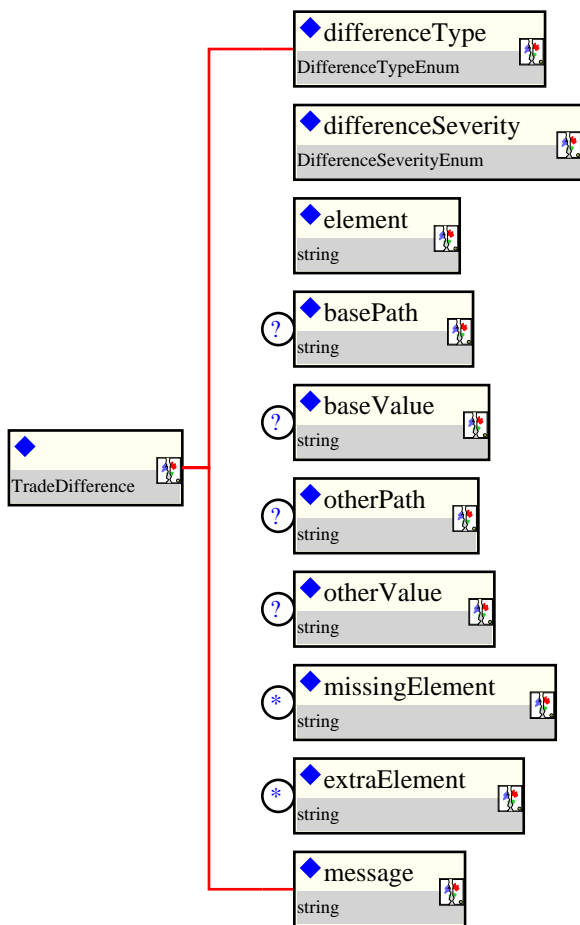 differenceType
DifferenceTypeEnum
differenceSeverity
DifferenceSeverityEnum
element
string
? basePath
string
? baseValue
string
TradeDifference
? otherPath
string
? otherValue
string
* missingElement
string
* extraElement
string
message
string